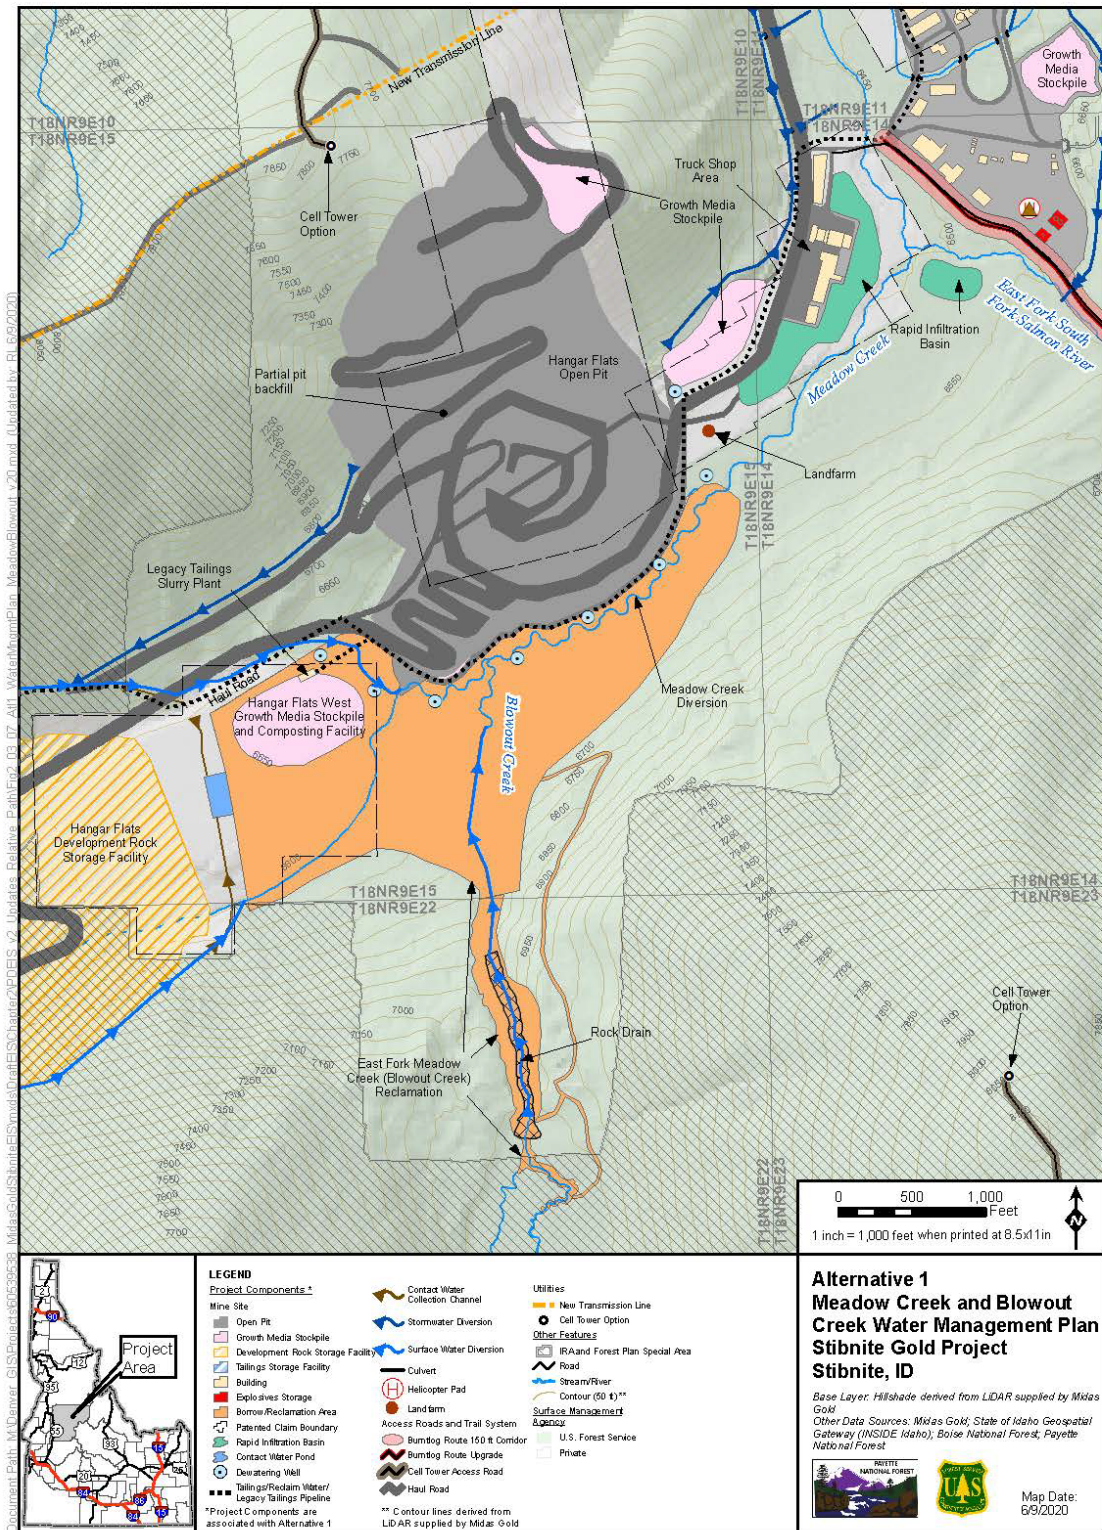 New Transmission Line
T18NR9E10
T18NR9E15
T18NR9E10
T18NR9E11
T18NR9E11
T18NR9E14
Growth
Media
Stockpile
Cell Tower
Option
Truck Shop
Area
Growth Media
Stockpile
Hangar Flats
Open Pit
Partial pit
backfill
Rapid Infiltration
Basin
East Fork South
Fork Salmon River
Meadow Creek
Landfarm
T18NR9E15
T18NR9E14
Legacy Tailings
Slurry Plant
Haul Road
Hangar Flats West
Growth Media Stockpile
and Composting Facility
Meadow Creek
Diversion
Blowout Creek
Hangar Flats
Development Rock
Storage Facility
T18NR9E15
T18NR9E22
T18NR9E14
T18NR9E23
Cell Tower
Option
Rock Drain
East Fork Meadow
Creek (Blowout Creek)
Reclamation
T18NR9E22
T18NR9E23
0 500 1,000
Feet
1 inch = 1,000 feet when printed at 8.5x11in
N
Project
Area
LEGEND
Project Components *
Mine Site
Open Pit
Growth Media Stockpile
Development Rock Storage Facility
Tailings Storage Facility
Building
Explosives Storage
Borrow/Reclamation Area
Patented Claim Boundary
Rapid Infiltration Basin
Contact Water Pond
Dewatering Well
Tailings/Reclaim Water/
Legacy Tailings Pipeline
*Project Components are
associated with Alternative 1
Contact Water
Collection Channel
Stormwater Diversion
Surface Water Diversion
Culvert
Helicopter Pad
Landfarm
Access Roads and Trail System
Burntlog Route 150 ft Corridor
Burntlog Route Upgrade
Cell Tower Access Road
Haul Road
** Contour lines derived from
LiDAR supplied by Midas Gold
Utilities
New Transmission Line
Cell Tower Option
Other Features
IRA and Forest Plan Special Area
Road
Stream/River
Contour (50 ft)**
Surface Management
Agency
U.S. Forest Service
Private
Alternative 1
Meadow Creek and Blowout
Creek Water Management Plan
Stibnite Gold Project
Stibnite, ID
Base Layer: Hillshade derived from LiDAR supplied by Midas
Gold
Other Data Sources: Midas Gold; State of Idaho Geospatial
Gateway (INSIDE Idaho); Boise National Forest; Payette
National Forest
PAYETTE
NATIONAL FOREST
UAS
Map Date:
6/9/2020